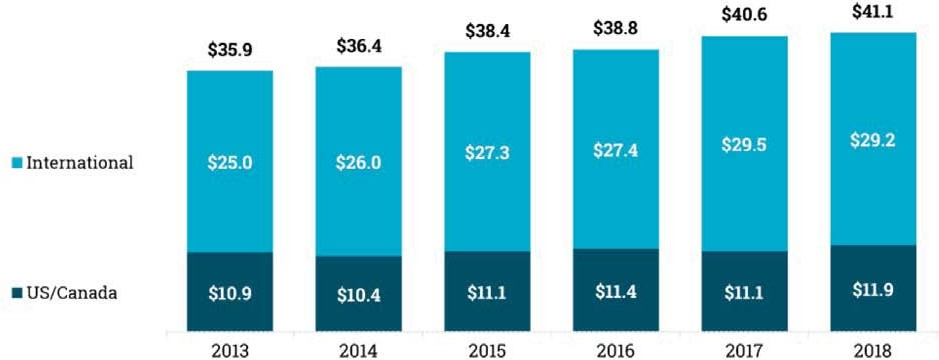 $35.9 $36.4 $38.4 $38.8 $40.6 $41.1
International $25.0 $26.0 $27.3 $27.4 $29.5 $29.2
US/Canada $10.9 $10.4 $11.1 $11.4 $11.1 $11.9
2013 2014 2015 2016 2017 2018